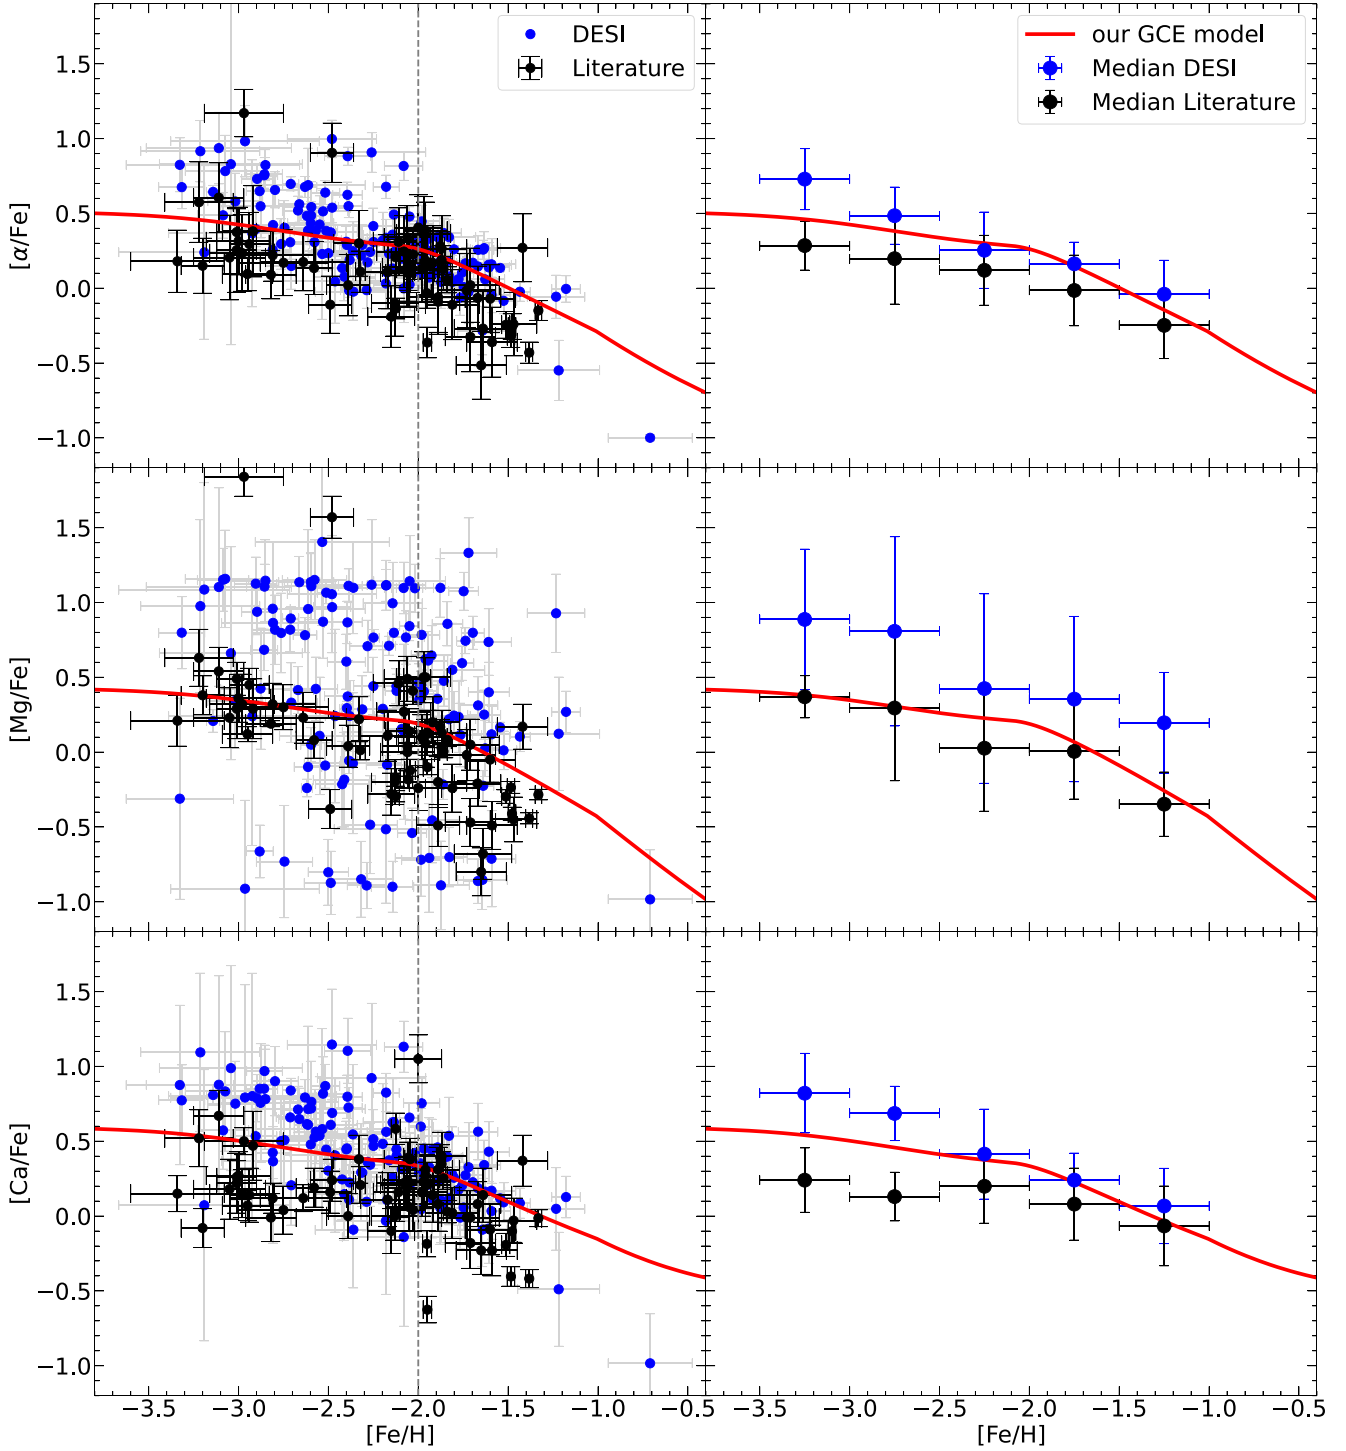 DESI
Literature
our GCE model
Median DESI
Median Literature
[α/Fe]
1.5
1.0
0.5
0.0
−0.5
−1.0
[Mg/Fe]
1.5
1.0
0.5
0.0
−0.5
−1.0
[Ca/Fe]
1.5
1.0
0.5
0.0
−0.5
−1.0
−3.5 −3.0 −2.5 −2.0 −1.5 −1.0 −0.5
−3.5 −3.0 −2.5 −2.0 −1.5 −1.0 −0.5
[Fe/H]
[Fe/H]